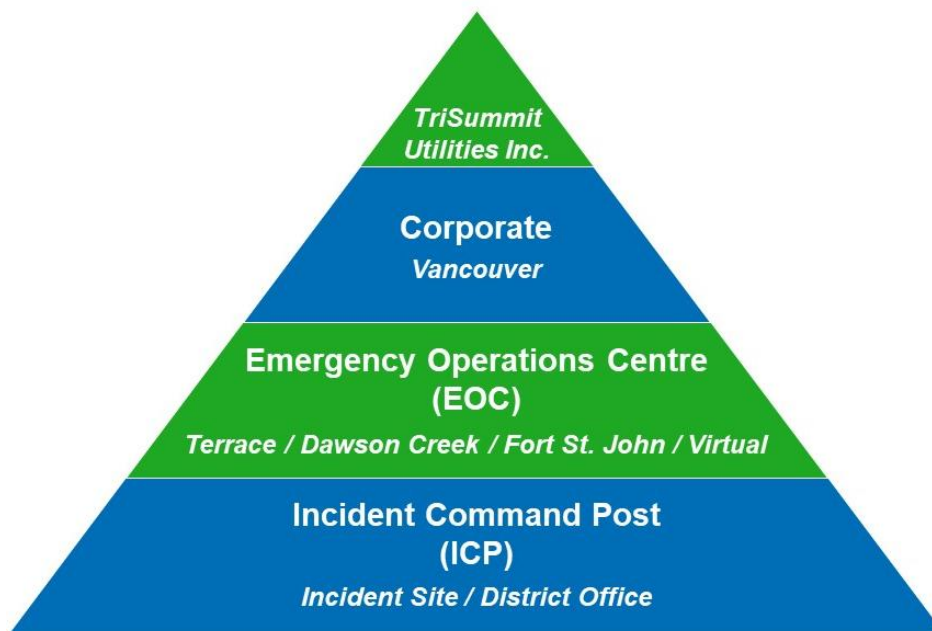 TriSummit
Utilities Inc.
Corporate
Vancouver
Emergency Operations Centre
(EOC)
Terrace / Dawson Creek / Fort St. John / Virtual
Incident Command Post
(ICP)
Incident Site / District Office